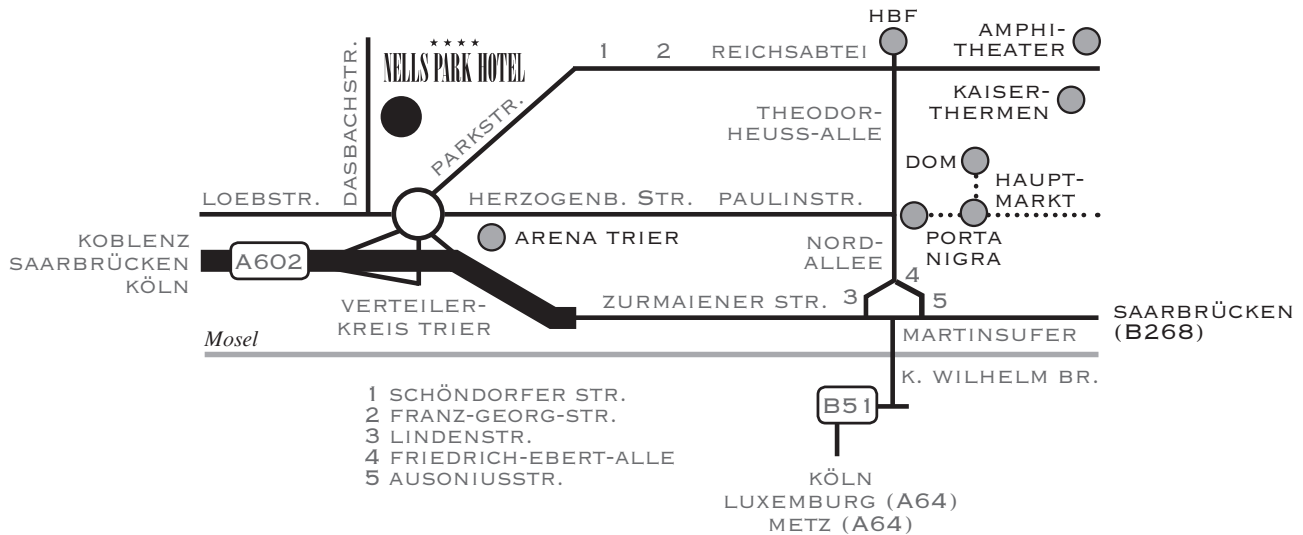 ★★★★
NELLS PARK HOTEL
DASBACHSTR.
PARKSTR.
1 2 REICHSABTEI
HBF
AMPHI-
THEATER
KAISER-
THERMEN
THEODOR-
HEUSS-ALLE
DOM
HAUPT-
MARKT
LOEBSTR.
HERZOGENB. STR. PAULINSTR.
ARENA TRIER
PORTA
NIGRA
NORD-
ALLEE
KOBLENZ
SAARBRÜCKEN
KÖLN
A602
VERTEILER-
KREIS TRIER
ZURMAIENER STR. 3
4
5
SAARBRÜCKEN
(B268)
MARTINSUFER
Mosel
K. WILHELM BR.
B51
1 SCHÖNDORFER STR.
2 FRANZ-GEORG-STR.
3 LINDENSTR.
4 FRIEDRICH-EBERT-ALLE
5 AUSONIUSSTR.
KÖLN
LUXEMBURG (A64)
METZ (A64)